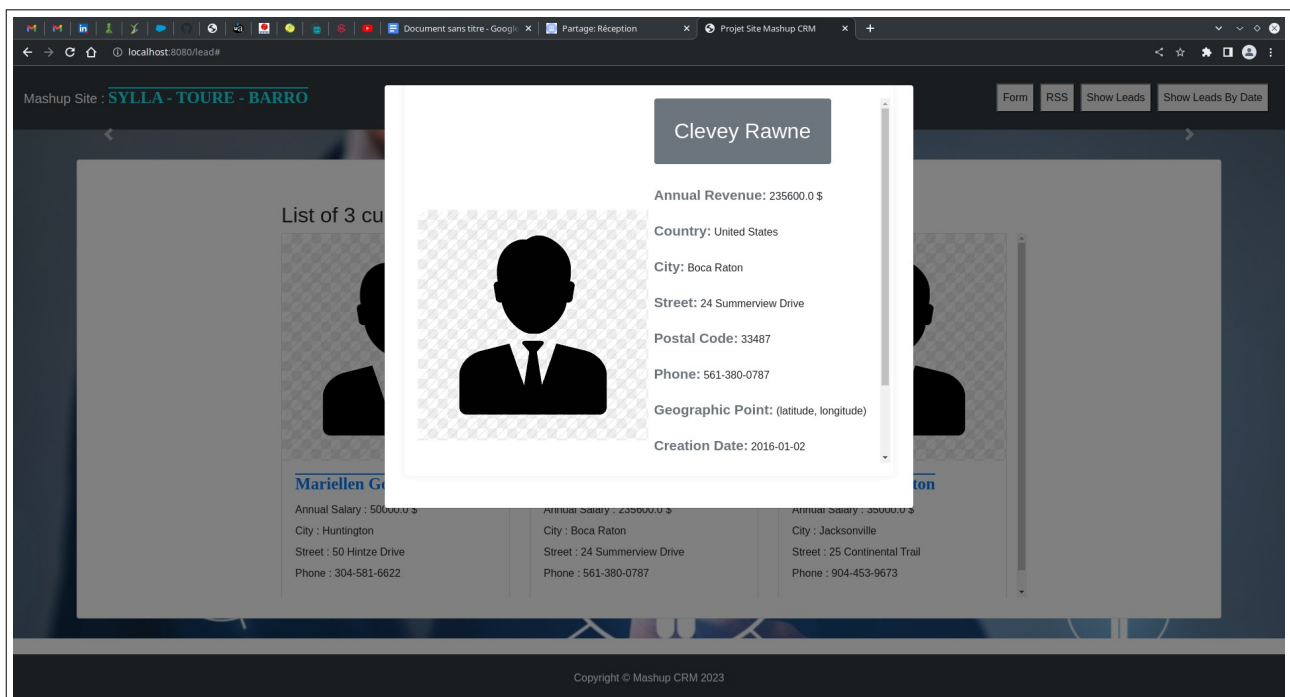 Document sans titre - Google
Partage: Réception
Projet Site Mashup CRM
localhost:8080/lead#
Mashup Site : SYLLA - TOURE - BARRO
Form
RSS
Show Leads
Show Leads By Date
List of 3 cu
Clevey Rawne
Annual Revenue: 235600.0 $
Country: United States
City: Boca Raton
Street: 24 Summerview Drive
Postal Code: 33487
Phone: 561-380-0787
Geographic Point: (latitude, longitude)
Creation Date: 2016-01-02
Mariellen Ge
Annual Salary : 50000.0 $
City : Huntington
Street : 50 Hintze Drive
Phone : 304-581-6622
Annual Salary : 235600.0 $
City : Boca Raton
Street : 24 Summerview Drive
Phone : 561-380-0787
ton
Annual Salary : 35000.0 $
City : Jacksonville
Street : 25 Continental Trail
Phone : 904-453-9673
Copyright © Mashup CRM 2023